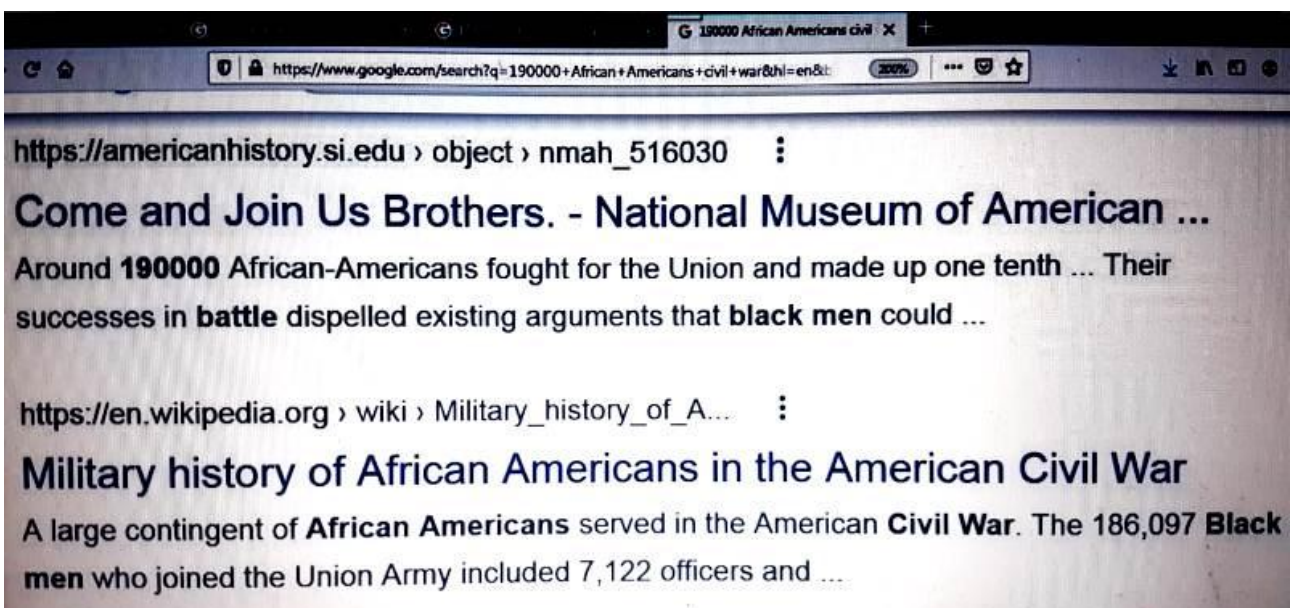 G 190000 African Americans civil
https://www.google.com/search?q=190000+African+Americans+civil+war&hl=en&
200%
https://americanhistory.si.edu › object › nmah_516030
Come and Join Us Brothers. - National Museum of American ...
Around 190000 African-Americans fought for the Union and made up one tenth ... Their
successes in battle dispelled existing arguments that black men could ...
https://en.wikipedia.org › wiki › Military_history_of_A...
Military history of African Americans in the American Civil War
A large contingent of African Americans served in the American Civil War. The 186,097 Black
men who joined the Union Army included 7,122 officers and ...